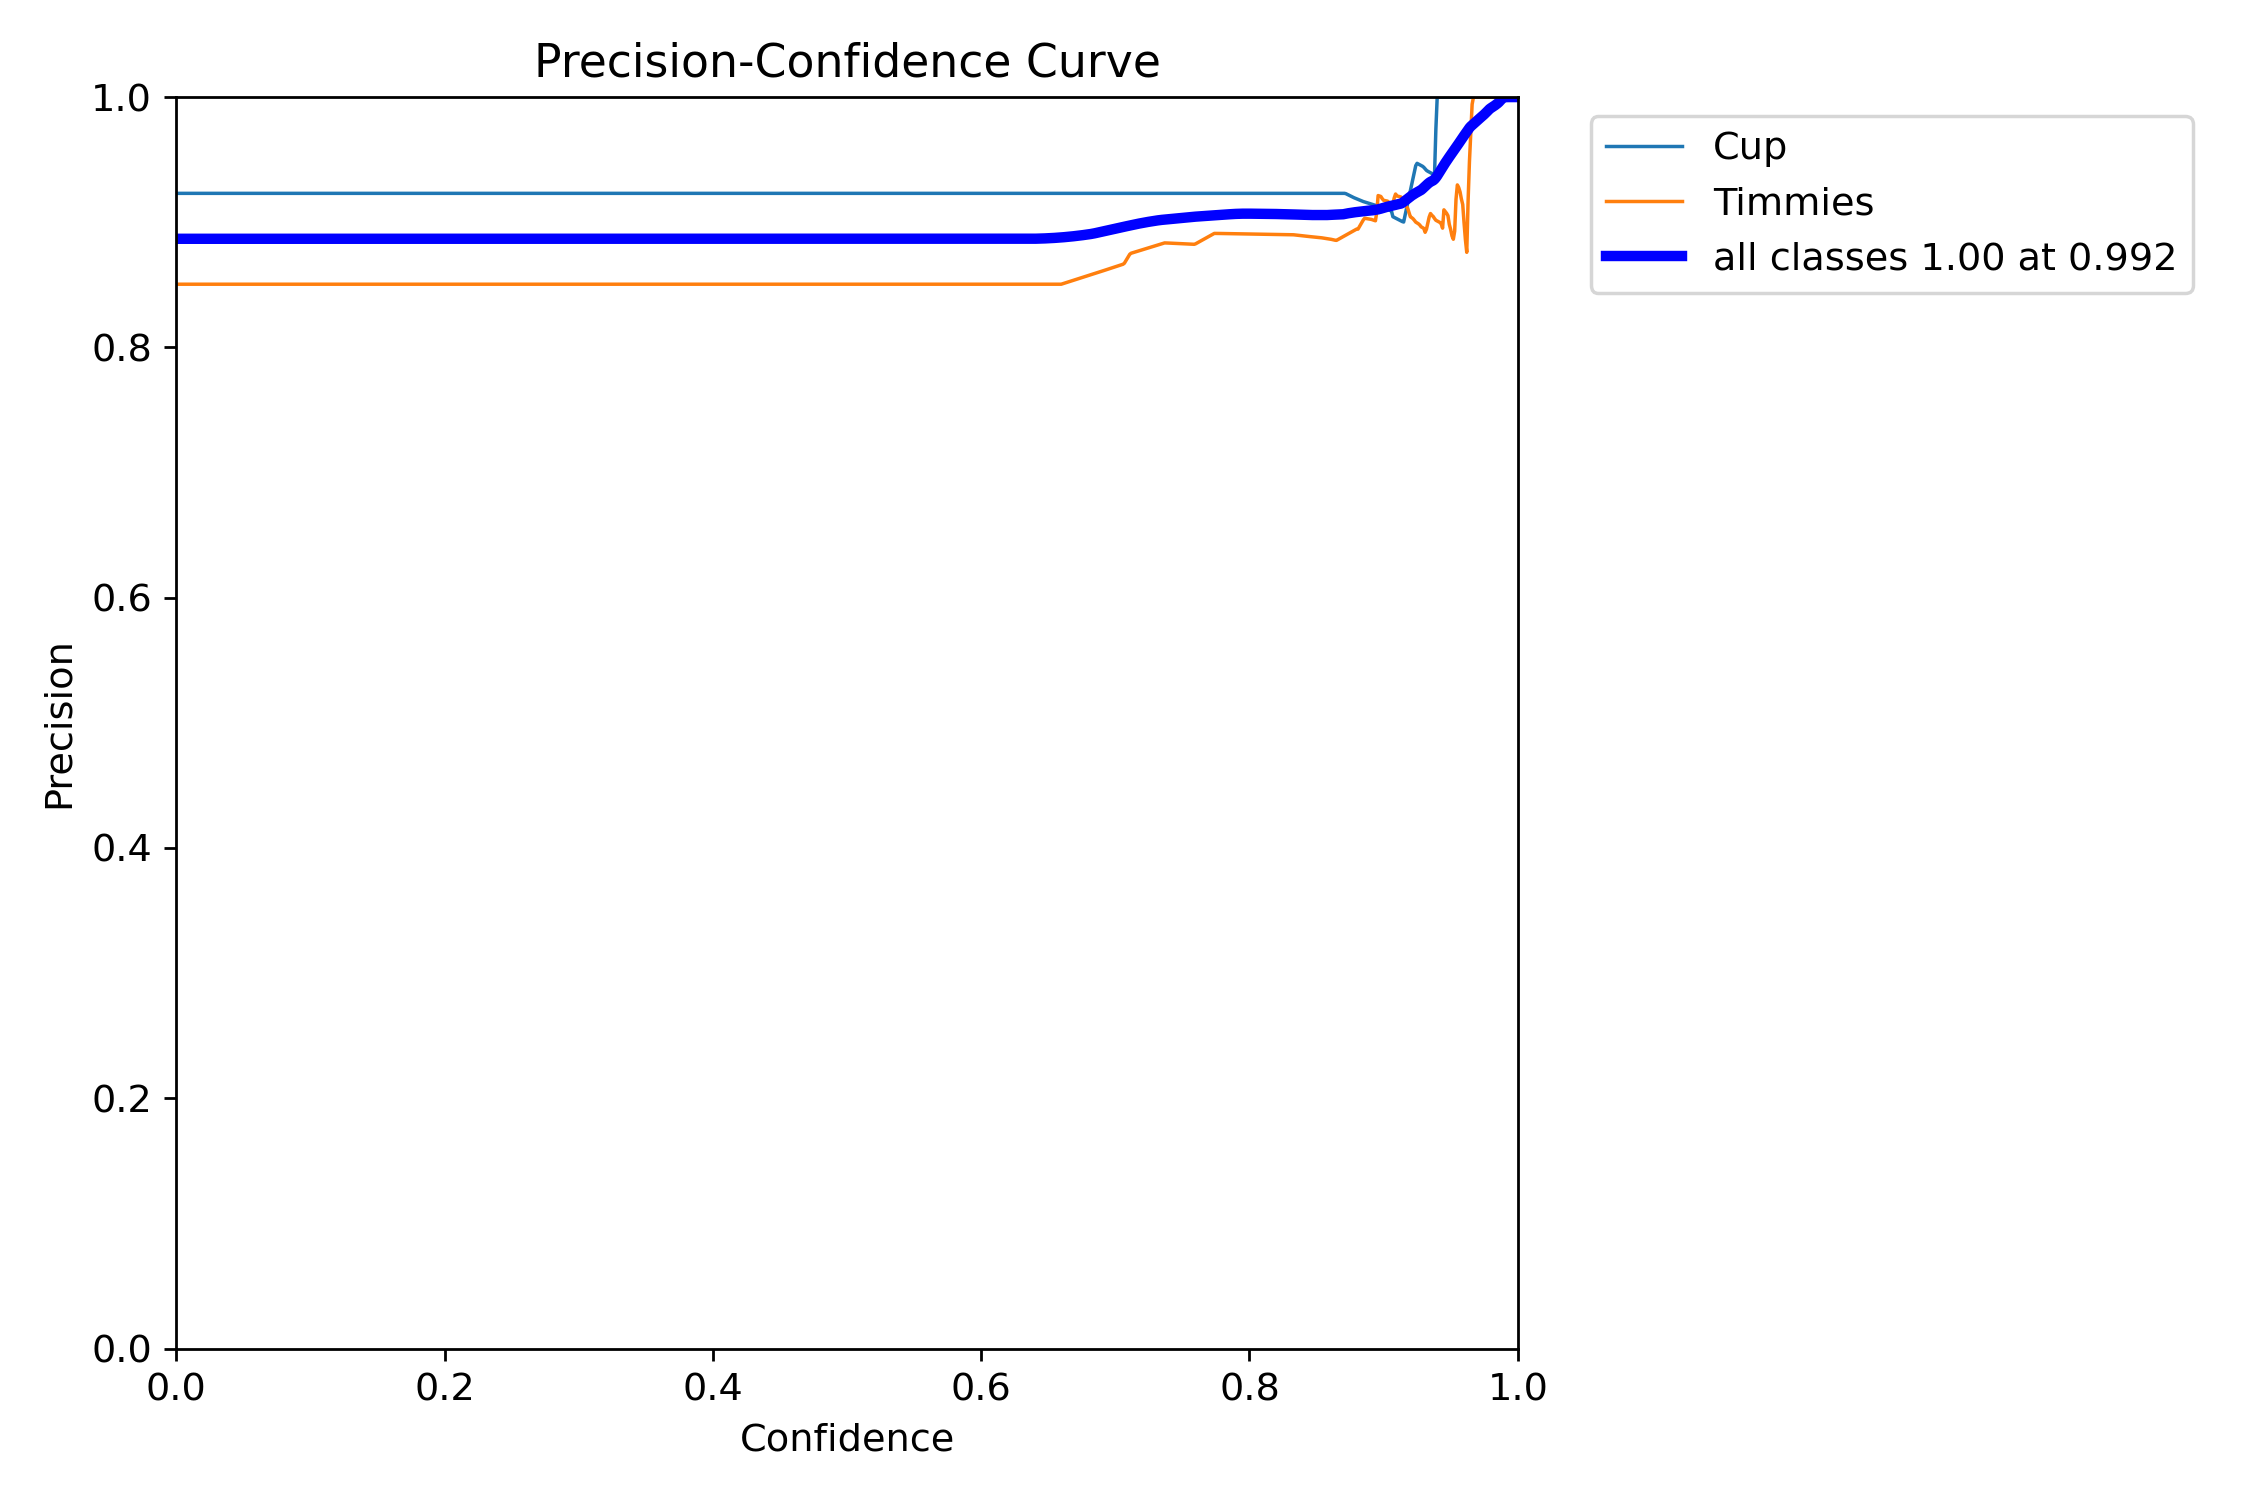 Precision-Confidence Curve
1.0
0.8
0.6
0.4
0.2
0.0
Precision
0.0 0.2 0.4 0.6 0.8 1.0
Confidence
Cup
Timmies
all classes 1.00 at 0.992